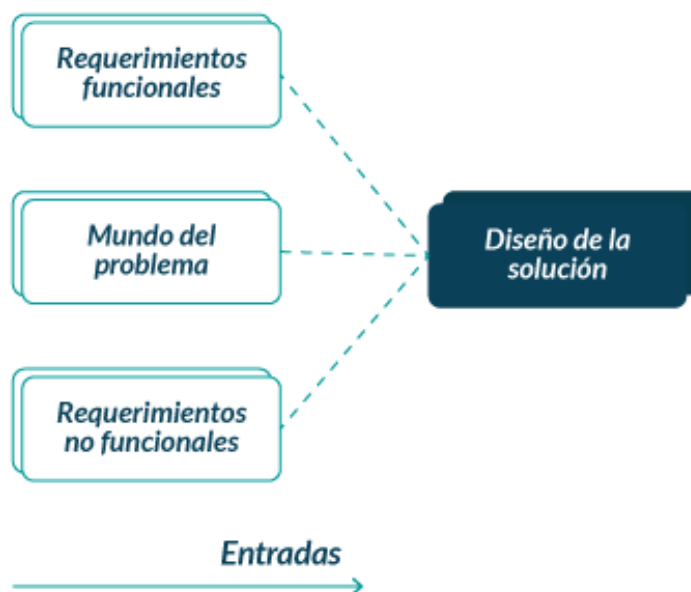 Requerimientos
funcionales
Mundo del
problema
Diseño de la
solución
Requerimientos
no funcionales
Entradas